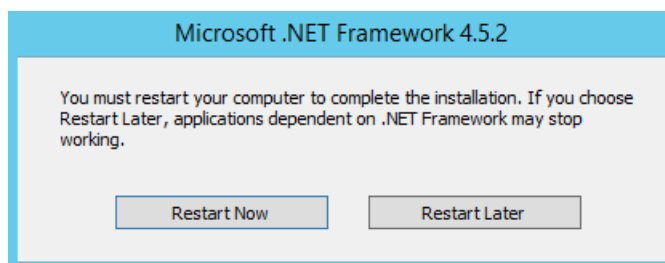 Microsoft .NET Framework 4.5.2
You must restart your computer to complete the installation. If you choose
Restart Later, applications dependent on .NET Framework may stop
working.
Restart Now
Restart Later